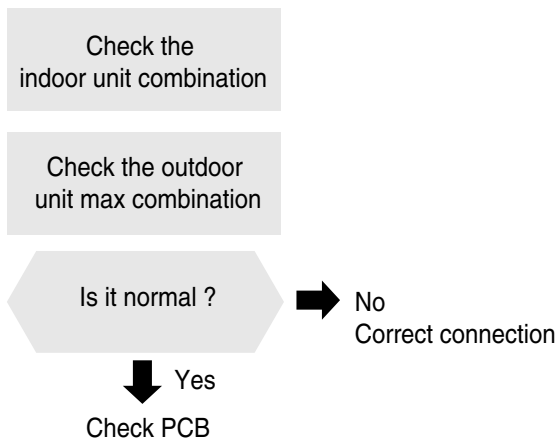 Check the
indoor unit combination
Check the outdoor
unit max combination
Is it normal ?
No
Correct connection
Yes
Check PCB